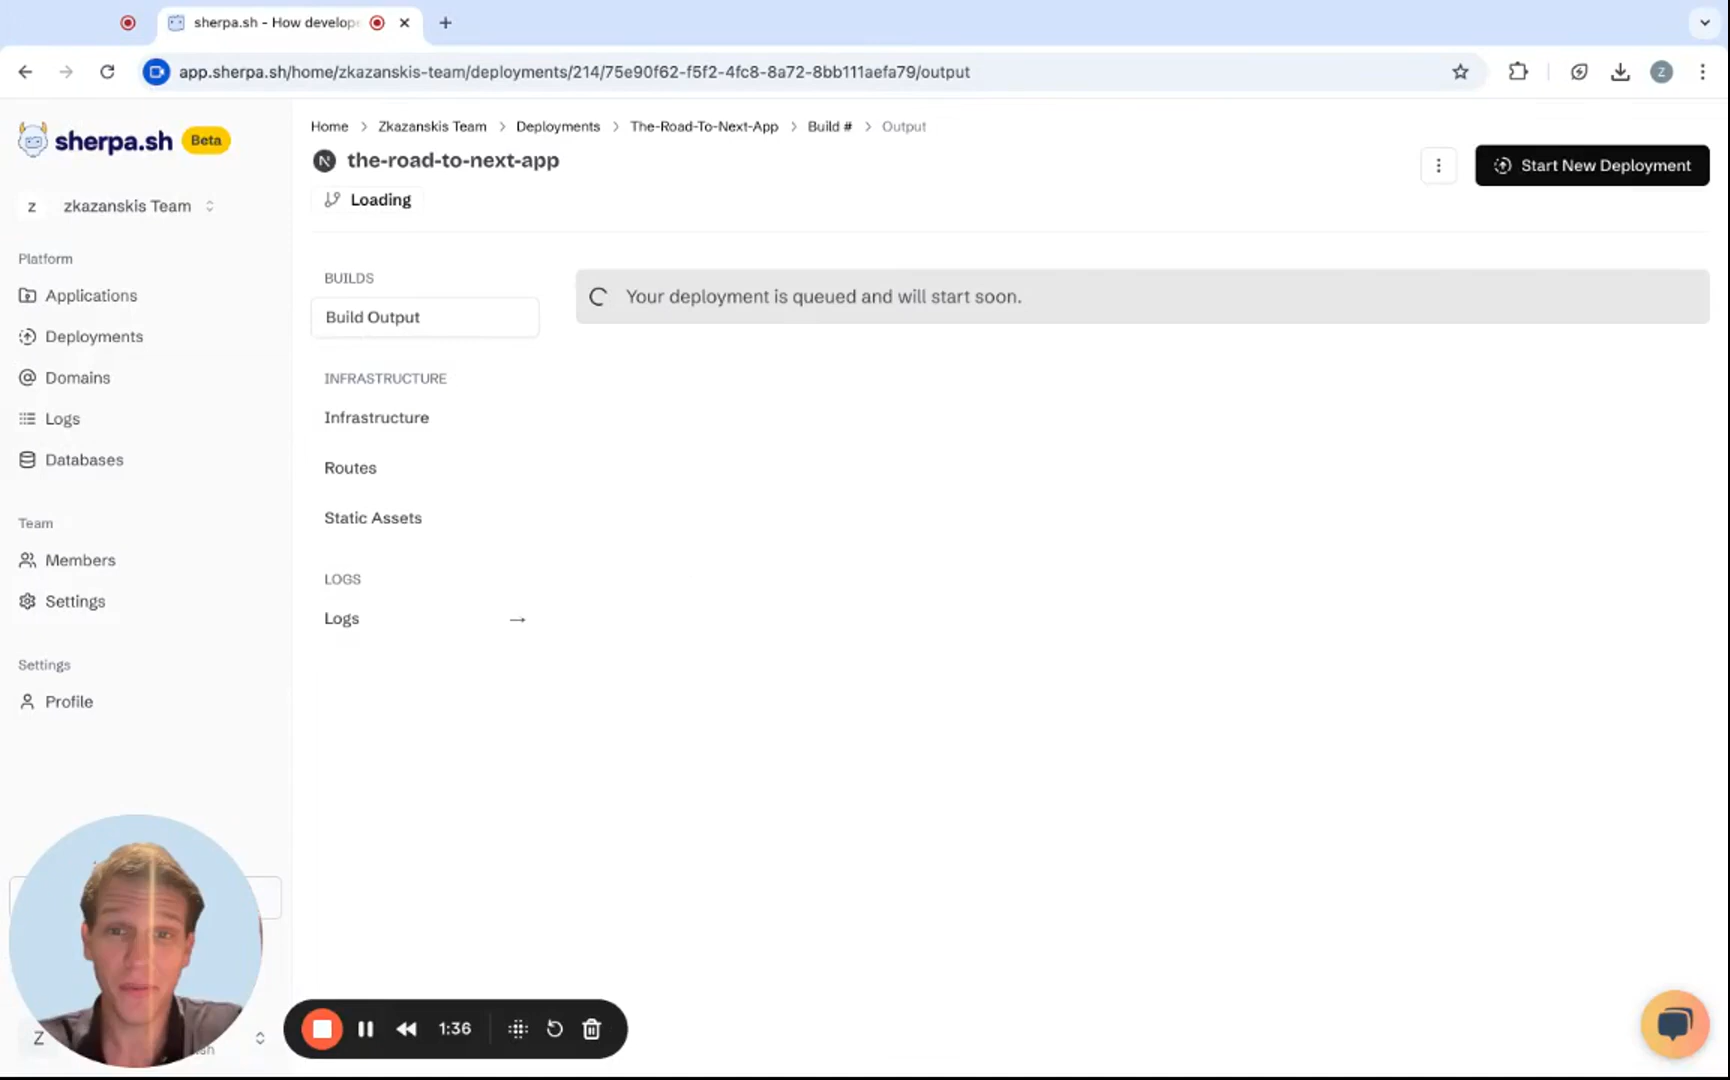 sherpa.sh - How develop
app.sherpa.sh/home/zkazanskis-team/deployments/214/75e90f62-f5f2-4fc8-8a72-8bb111aefa79/output
Z
sherpa.sh Beta
z zkazanskis Team
Platform
Applications
Deployments
Domains
Logs
Databases
Team
Members
Settings
Settings
Profile
Z
Home > Zkazanskis Team > Deployments > The-Road-To-Next-App > Build # > Output
N the-road-to-next-app
Loading
Start New Deployment
BUILDS
Build Output
INFRASTRUCTURE
Infrastructure
Routes
Static Assets
LOGS
Logs →
Your deployment is queued and will start soon.
1:36